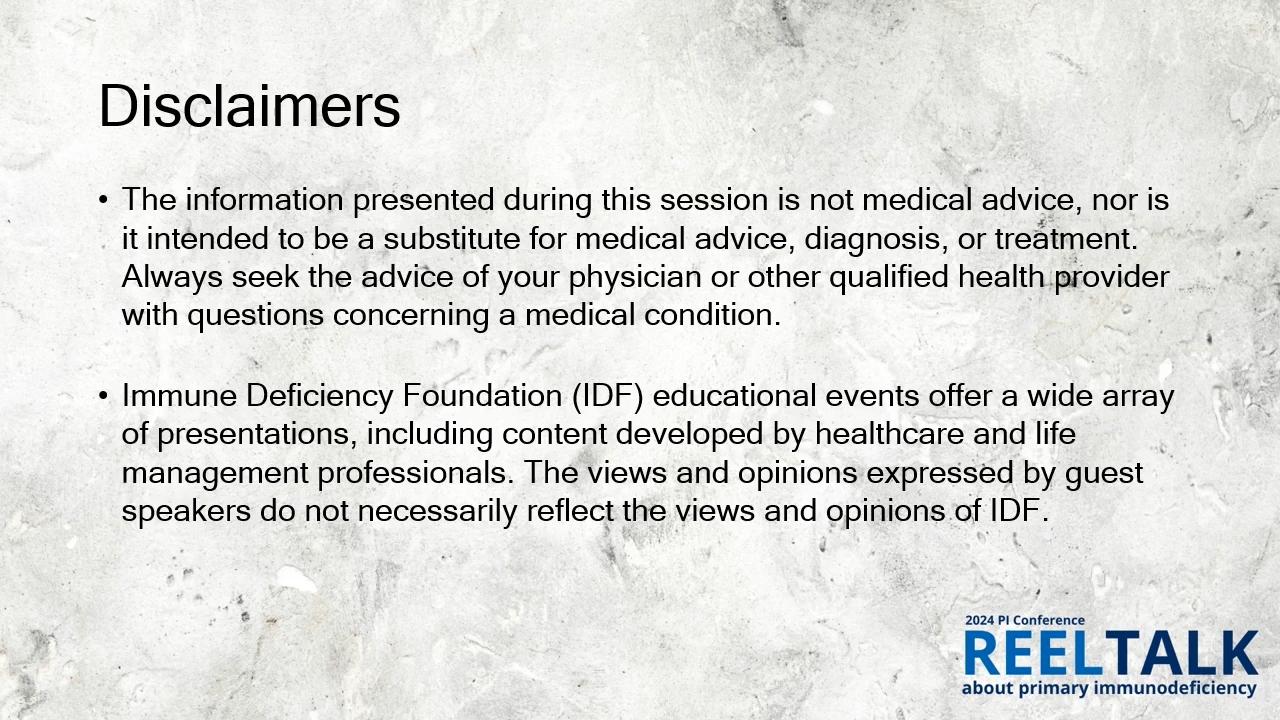 Disclaimers
• The information presented during this session is not medical advice, nor is
it intended to be a substitute for medical advice, diagnosis, or treatment.
Always seek the advice of your physician or other qualified health provider
with questions concerning a medical condition.
• Immune Deficiency Foundation (IDF) educational events offer a wide array
of presentations, including content developed by healthcare and life
management professionals. The views and opinions expressed by guest
speakers do not necessarily reflect the views and opinions of IDF.
2024 PI Conference
REELTALK
about primary immunodeficiency